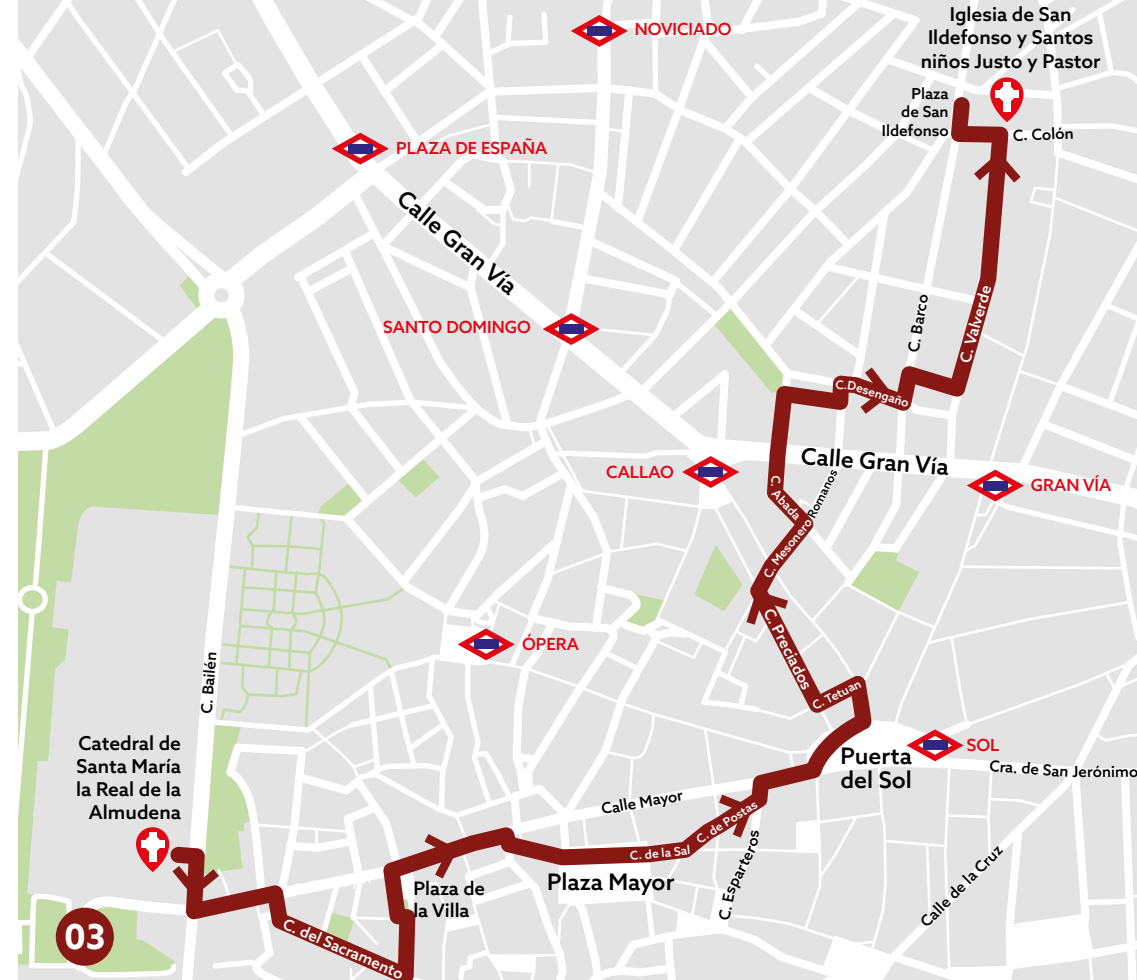 NOVICIADO
Iglesia de San
Ildefonso y Santos
niños Justo y Pastor
Plaza
de San
Ildefonso
C. Colón
PLAZA DE ESPAÑA
Calle Gran Vía
SANTO DOMINGO
C. Barco
C. Valverde
C.Desengaño
CALLAO
Calle Gran Vía
GRAN VÍA
C. Abada
C. Mesonero Romanos
C. Preciados
ÓPERA
C. Bailén
C. Tetuan
Catedral de
Santa María
la Real de la
Almudena
Puerta
del Sol
SOL
Cra. de San Jerónimo
Calle Mayor
C. de Postas
C. de la Sal
C. Esparteros
Calle de la Cruz
Plaza Mayor
Plaza de
la Villa
C. del Sacramento
03